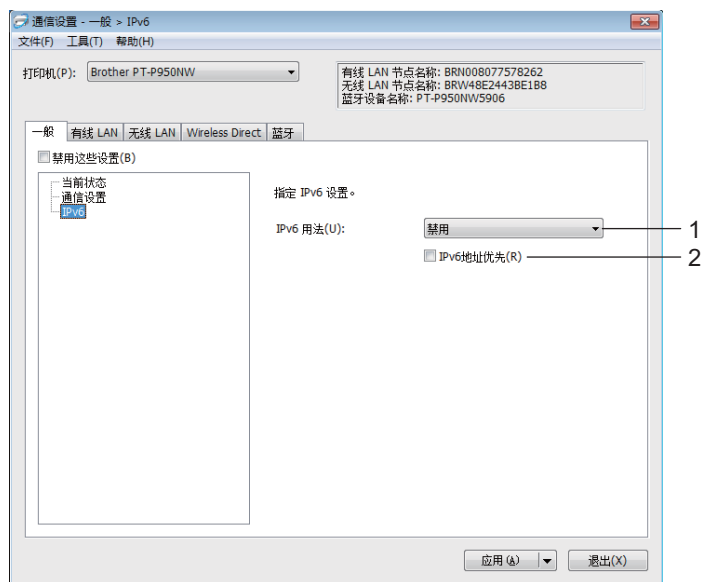 通信设置 - 一般 > IPv6
文件(F) 工具(T) 帮助(H)
打印机(P): Brother PT-P950NW
有线 LAN 节点名称: BRN008077578262
无线 LAN 节点名称: BRW48E2443BE1B8
蓝牙设备名称: PT-P950NW5906
一般 有线 LAN 无线 LAN Wireless Direct 蓝牙
禁用这些设置(B)
当前状态
通信设置
IPv6
指定 IPv6 设置。
IPv6 用法(U): 禁用 1
IPv6地址优先(R) 2
应用(A) 退出(X)